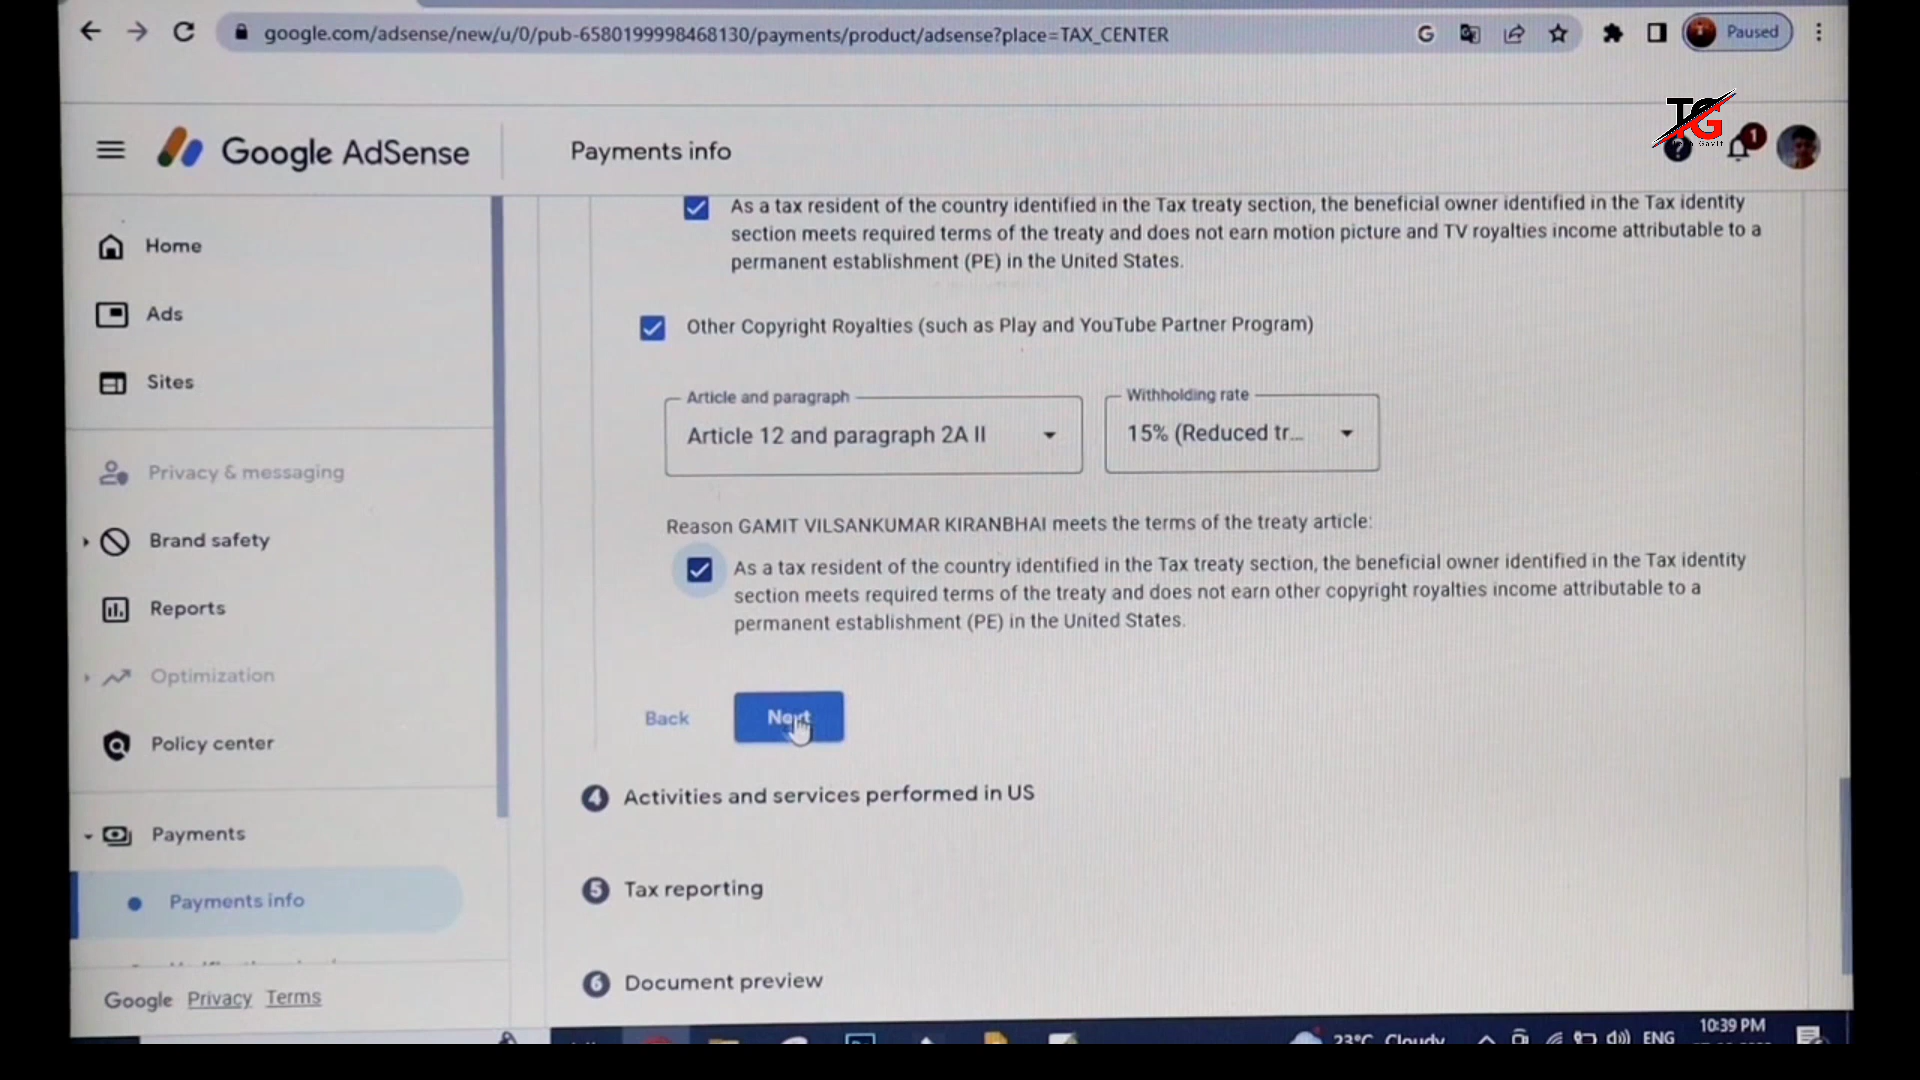 google.com/adsense/new/u/0/pub-6580199998468130/payments/product/adsense?place=TAX_CENTER
G
Paused
TG
Gavit
Google AdSense
Payments info
1
Home
Ads
Sites
Privacy & messaging
Brand safety
Reports
Optimization
Policy center
Payments
Payments info
Google Privacy Terms
As a tax resident of the country identified in the Tax treaty section, the beneficial owner identified in the Tax identity
section meets required terms of the treaty and does not earn motion picture and TV royalties income attributable to a
permanent establishment (PE) in the United States.
Other Copyright Royalties (such as Play and YouTube Partner Program)
Article and paragraph
Article 12 and paragraph 2A II
Withholding rate
15% (Reduced tr...
Reason GAMIT VILSANKUMAR KIRANBHAI meets the terms of the treaty article:
As a tax resident of the country identified in the Tax treaty section, the beneficial owner identified in the Tax identity
section meets required terms of the treaty and does not earn other copyright royalties income attributable to a
permanent establishment (PE) in the United States.
Back
Next
4 Activities and services performed in US
5 Tax reporting
6 Document preview
23°C Cloudy
ENG
10:39 PM